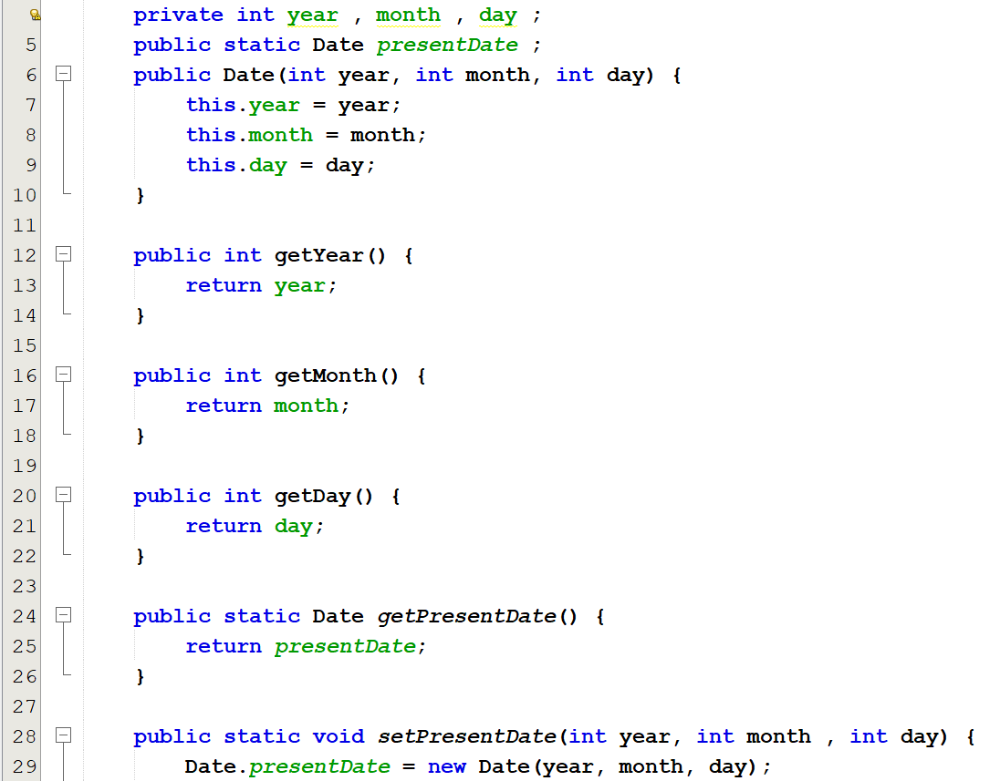 private int year , month , day ;
5 public static Date presentDate ;
6 public Date(int year, int month, int day) {
7 this.year = year;
8 this.month = month;
9 this.day = day;
10 }
11
12 public int getYear() {
13 return year;
14 }
15
16 public int getMonth() {
17 return month;
18 }
19
20 public int getDay() {
21 return day;
22 }
23
24 public static Date getPresentDate() {
25 return presentDate;
26 }
27
28 public static void setPresentDate(int year, int month , int day) {
29 Date.presentDate = new Date(year, month, day);